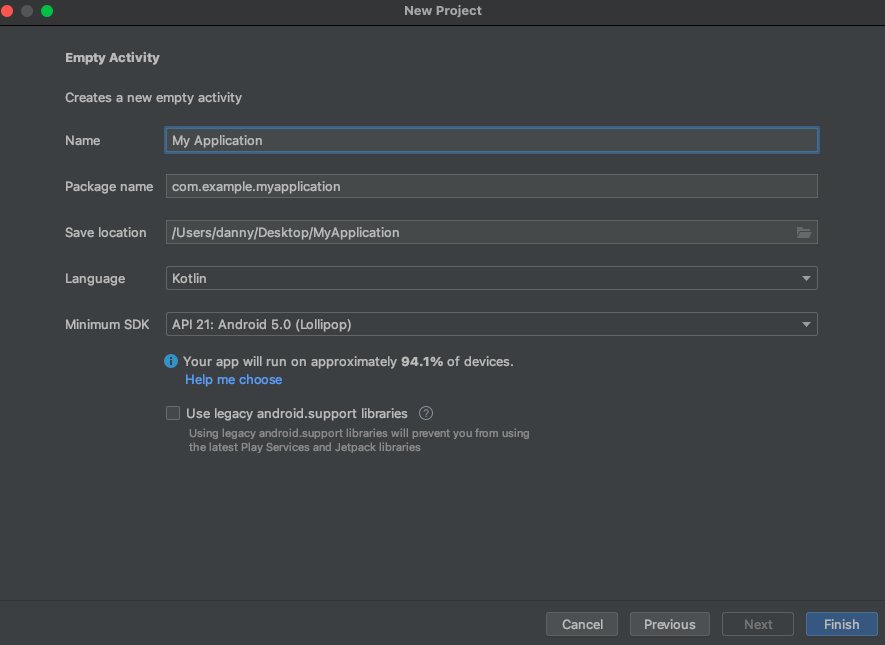 New Project
Empty Activity
Creates a new empty activity
Name My Application
Package name com.example.myapplication
Save location /Users/danny/Desktop/MyApplication
Language Kotlin
Minimum SDK API 21: Android 5.0 (Lollipop)
i Your app will run on approximately 94.1% of devices.
Help me choose
Use legacy android.support libraries ?
Using legacy android.support libraries will prevent you from using
the latest Play Services and Jetpack libraries
Cancel Previous Next Finish